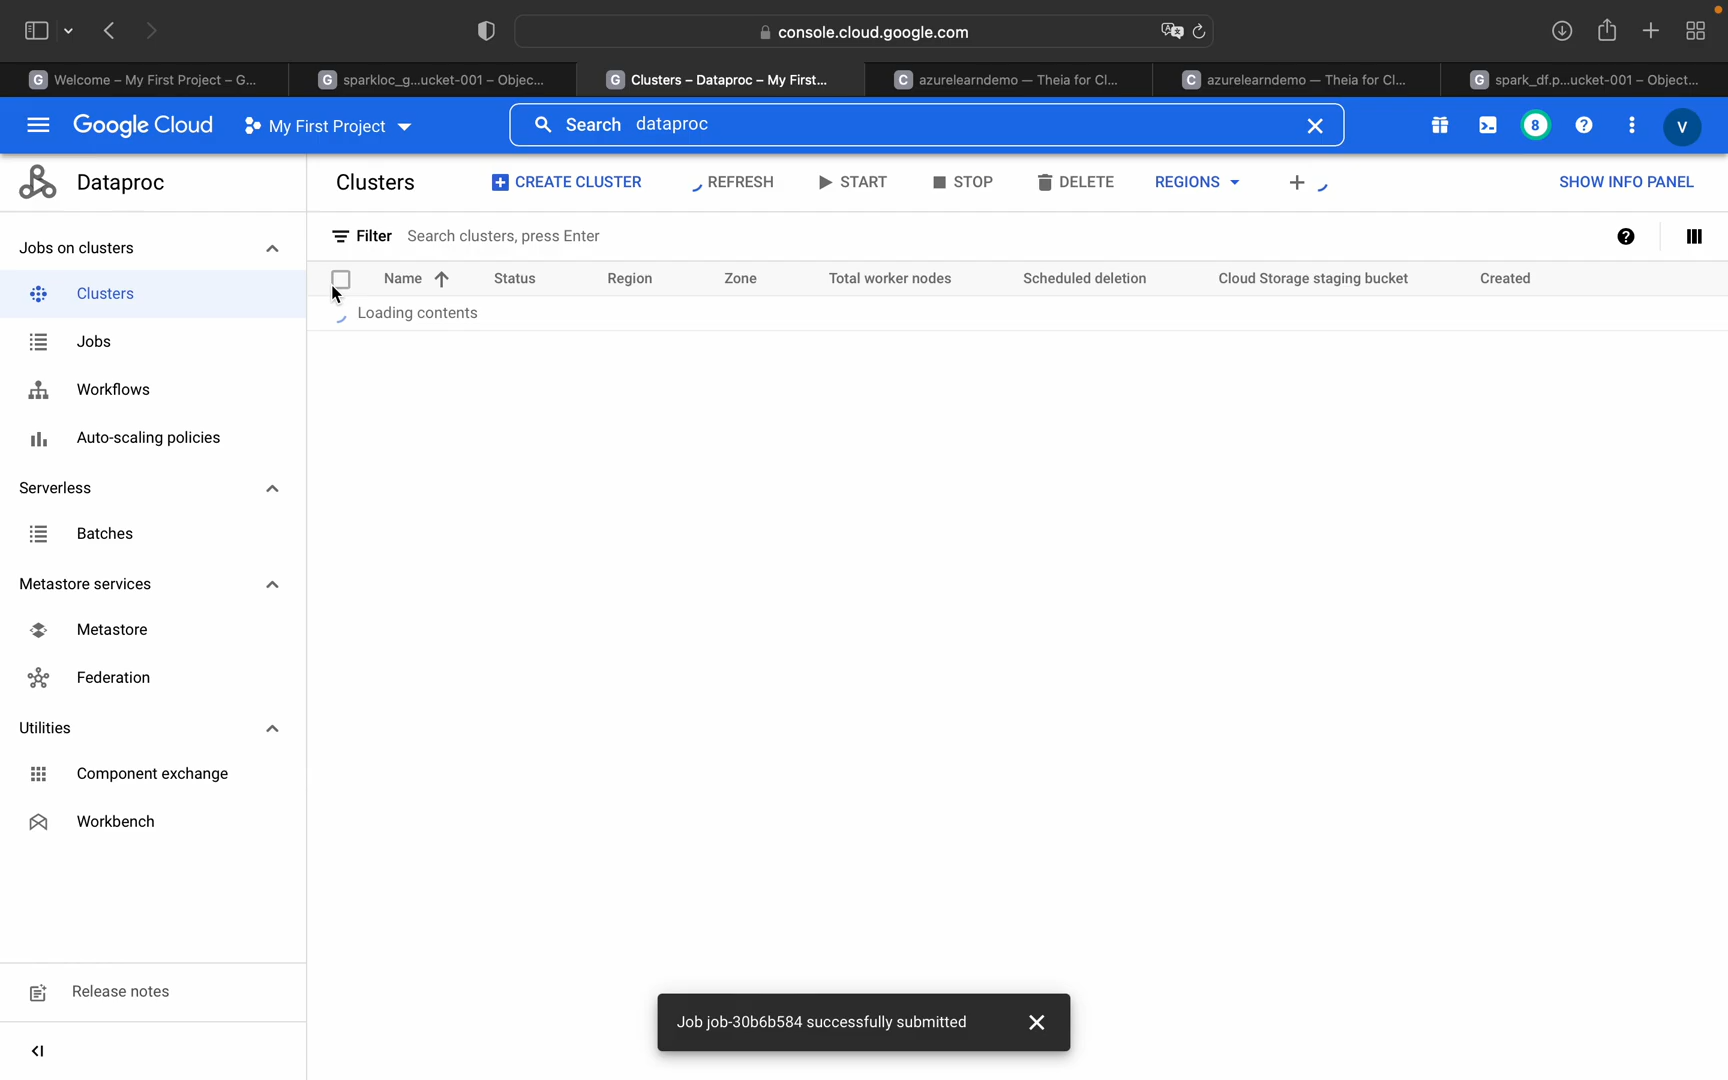 console.cloud.google.com
G Welcome – My First Project – G...
G sparkloc_g...ucket-001 – Objec...
G Clusters – Dataproc – My First...
C azurelearndemo — Theia for Cl...
C azurelearndemo — Theia for Cl...
G spark_df.p...ucket-001 – Object...
Google Cloud
My First Project
Search dataproc
8
V
Dataproc
Clusters
CREATE CLUSTER
REFRESH
START
STOP
DELETE
REGIONS
SHOW INFO PANEL
Jobs on clusters
Clusters
Jobs
Workflows
Auto-scaling policies
Serverless
Batches
Metastore services
Metastore
Federation
Utilities
Component exchange
Workbench
Release notes
Filter Search clusters, press Enter
Name Status Region Zone Total worker nodes Scheduled deletion Cloud Storage staging bucket Created
Loading contents
Job job-30b6b584 successfully submitted